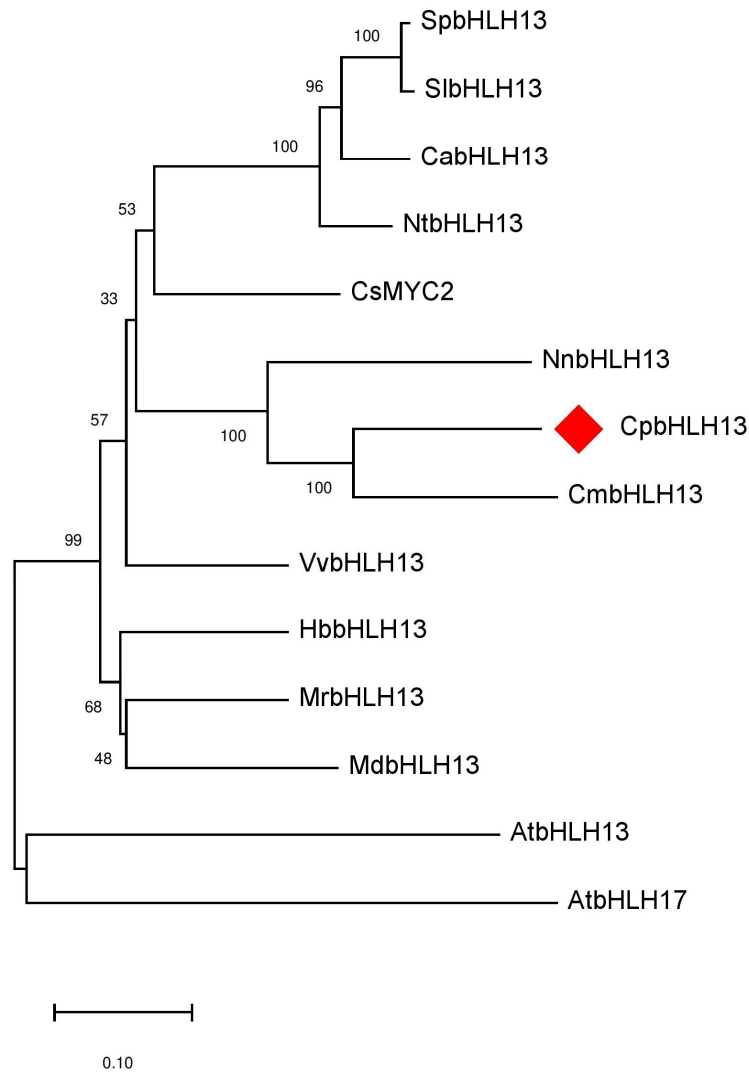 SpbHLH13
100
SlbHLH13
96
100
CabHLH13
53
NtbHLH13
33
CsMYC2
NnbHLH13
57
100
CpbHLH13
100
CmbHLH13
99
VvbHLH13
HbbHLH13
68
MrbHLH13
48
MdbHLH13
AtbHLH13
AtbHLH17
0.10